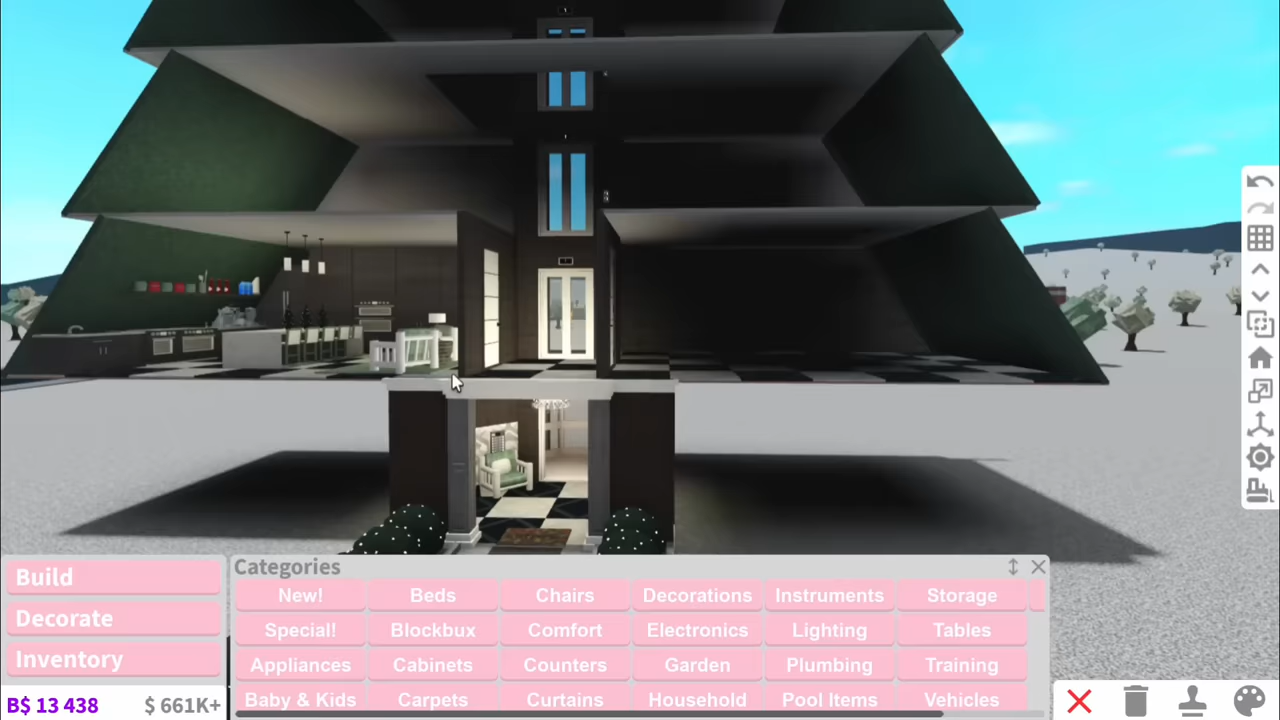 Build
Decorate
Inventory
B$ 13 438 $ 661K+
Categories
New! Beds Chairs Decorations Instruments Storage
Special! Blockbux Comfort Electronics Lighting Tables
Appliances Cabinets Counters Garden Plumbing Training
Baby & Kids Carpets Curtains Household Pool Items Vehicles